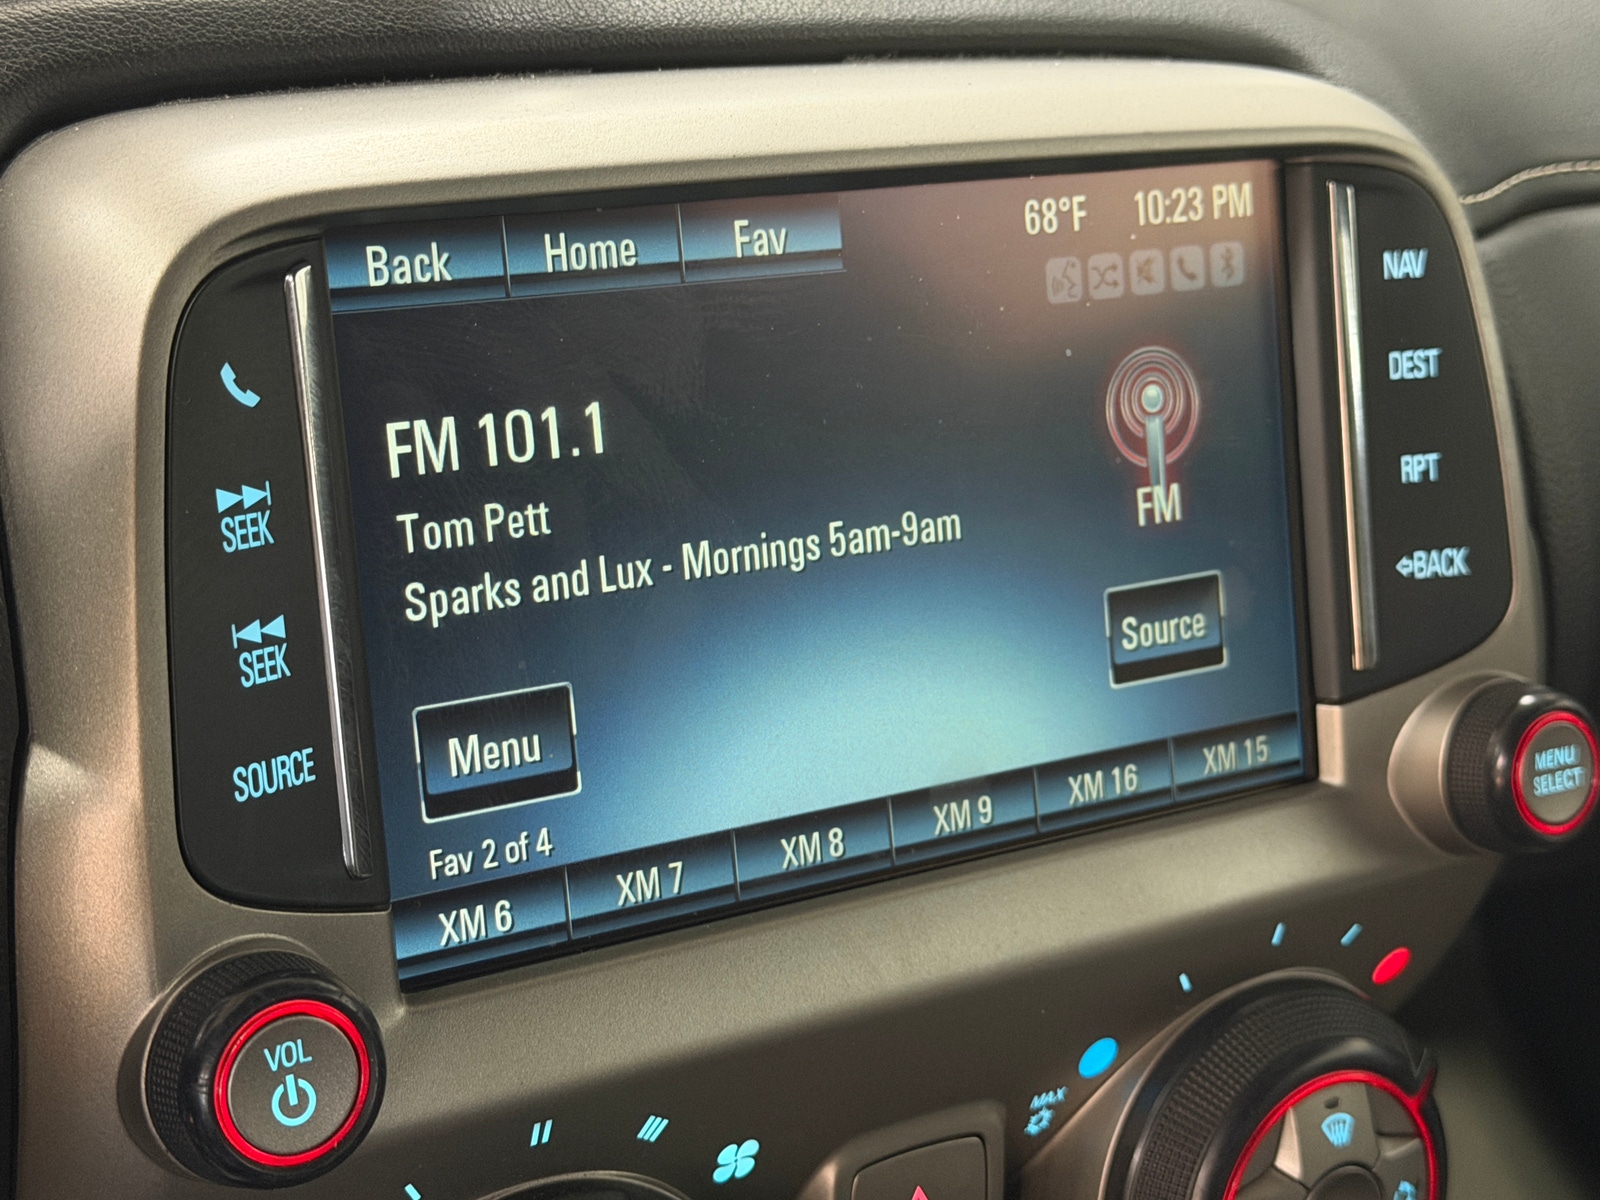 Back Home Fav 68°F 10:23 PM
FM 101.1
Tom Pett
Sparks and Lux - Mornings 5am-9am
FM
Source
Menu
Fav 2 of 4
XM 6 XM 7 XM 8 XM 9 XM 16 XM 15
SEEK
SEEK
SOURCE
NAV
DEST
RPT
BACK
MENU
SELECT
VOL
MAX